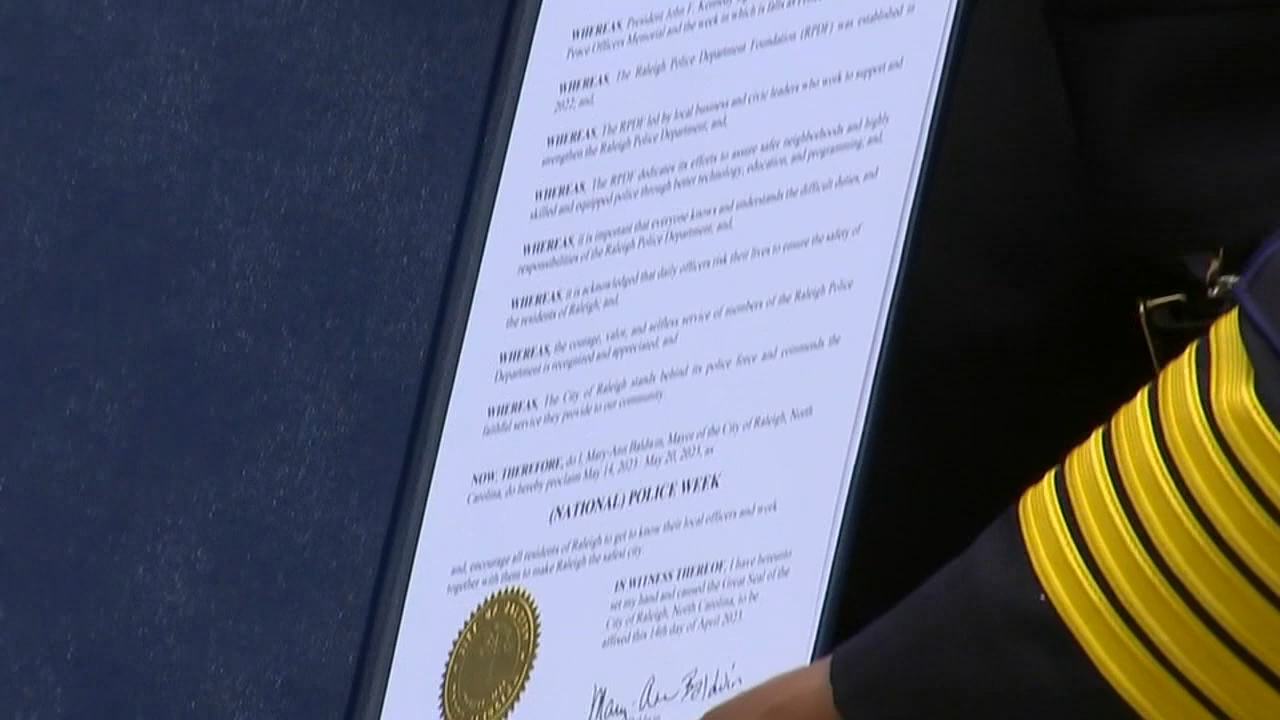 WHEREAS, President John F. Kennedy
Peace Officers Memorial and the week in which is falls as
WHEREAS, The Raleigh Police Department Foundation (RPDF) was established in
2022; and,
WHEREAS, The RPDF led by local business and civic leaders who work to support and
strengthen the Raleigh Police Department; and,
WHEREAS, The RPDF dedicates its efforts to assure safer neighborhoods and highly
skilled and equipped police through better technology, education, and programming; and,
WHEREAS, it is important that everyone knows and understands the difficult duties, and
responsibilities of the Raleigh Police Department; and,
WHEREAS, it is acknowledged that daily officers risk their lives to ensure the safety of
the residents of Raleigh; and,
WHEREAS, the courage, valor, and selfless service of members of the Raleigh Police
Department is recognized and appreciated; and
WHEREAS, The City of Raleigh stands behind its police force and commends the
faithful service they provide to our community.
NOW, THEREFORE, do I, Mary-Ann Baldwin, Mayor of the City of Raleigh, North
Carolina, do hereby proclaim May 14, 2023- May 20, 2023, as
(NATIONAL) POLICE WEEK
and, encourage all residents of Raleigh to get to know their local officers and week
together with them to make Raleigh the safest city.
IN WITNESS THEREOF, I have hereunto
set my hand and caused the Great Seal of the
City of Raleigh, North Carolina, to be
affixed this 14th day of April 2023.
Mary-Ann Baldwin